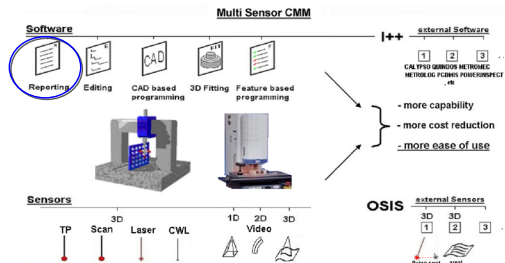 Multi Sensor CMM
Software
I++
external Software
1 2 3
CALYPSO QUINDOS METROMEC
METROLOG PCDMIS POWERINSPECT
, etc
CAD
Reporting Editing CAD based programming 3D Fitting Feature based programming
- more capability
- more cost reduction
- more ease of use
Sensors
3D
TP Scan Laser CWL
1D 2D 3D
Video
OSIS
external Sensors
3D 3D
1 2 3